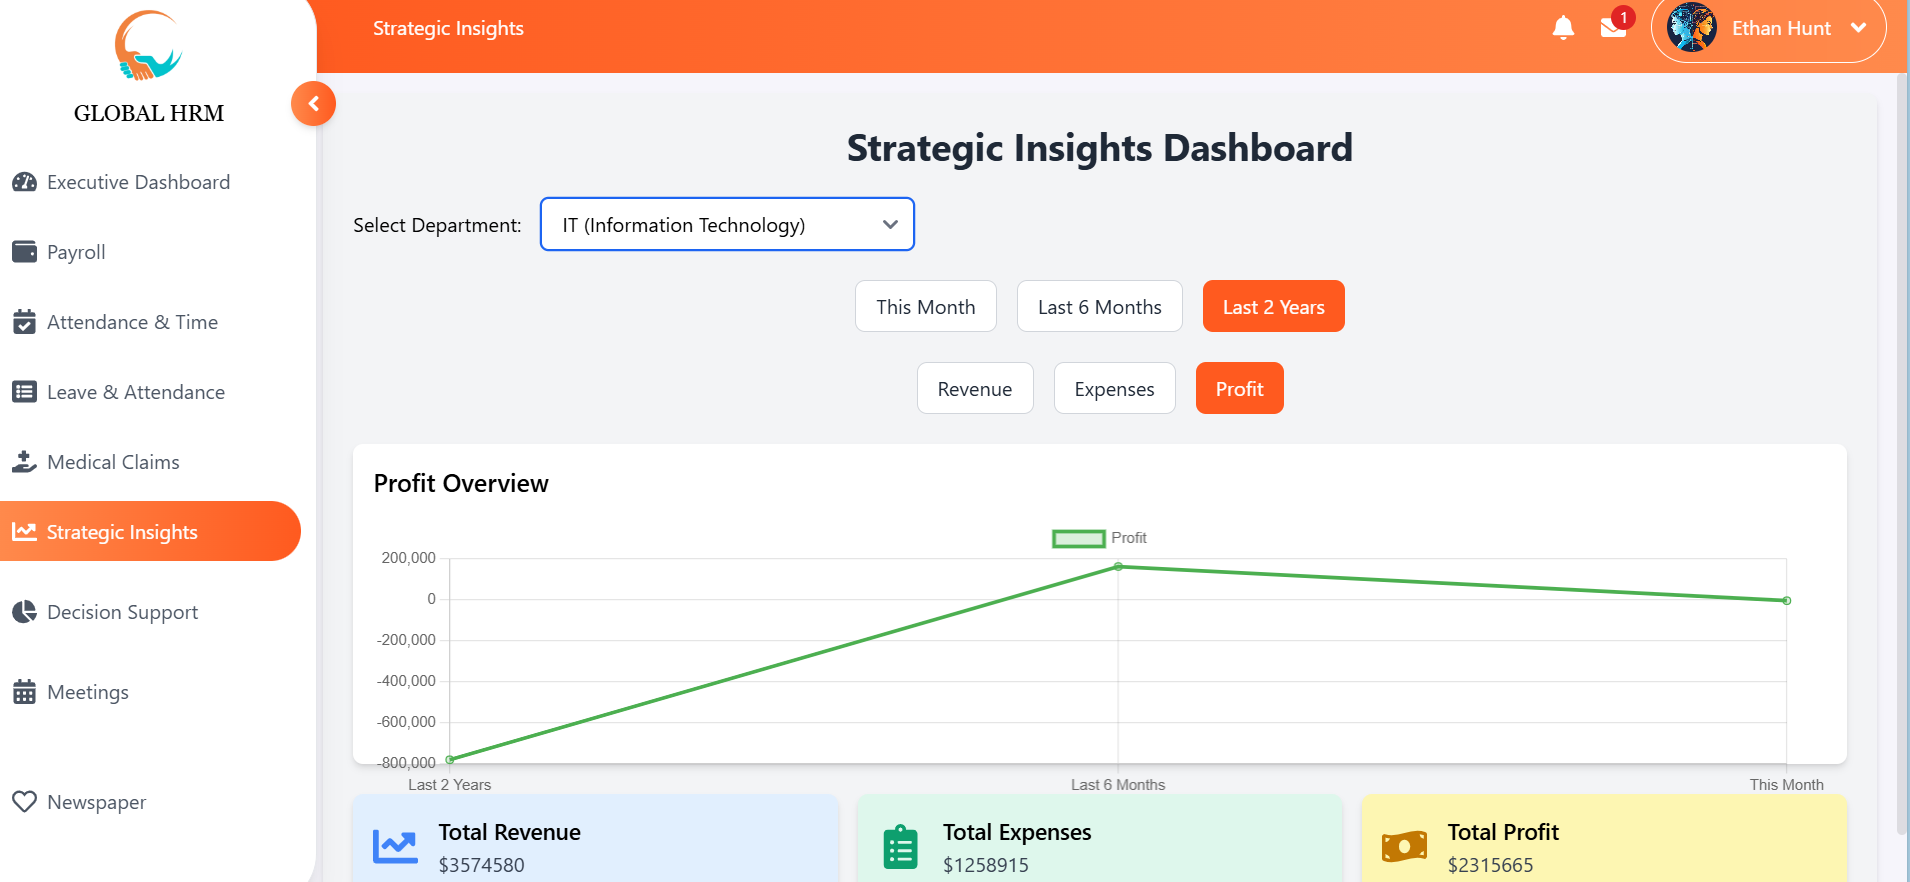 GLOBAL HRM
Executive Dashboard
Payroll
Attendance & Time
Leave & Attendance
Medical Claims
Strategic Insights
Decision Support
Meetings
Newspaper
Strategic Insights
1
Ethan Hunt
Strategic Insights Dashboard
Select Department: IT (Information Technology)
This Month Last 6 Months Last 2 Years
Revenue Expenses Profit
Profit Overview
Profit
200,000
0
-200,000
-400,000
-600,000
-800,000
Last 2 Years Last 6 Months This Month
Total Revenue
$3574580
Total Expenses
$1258915
Total Profit
$2315665